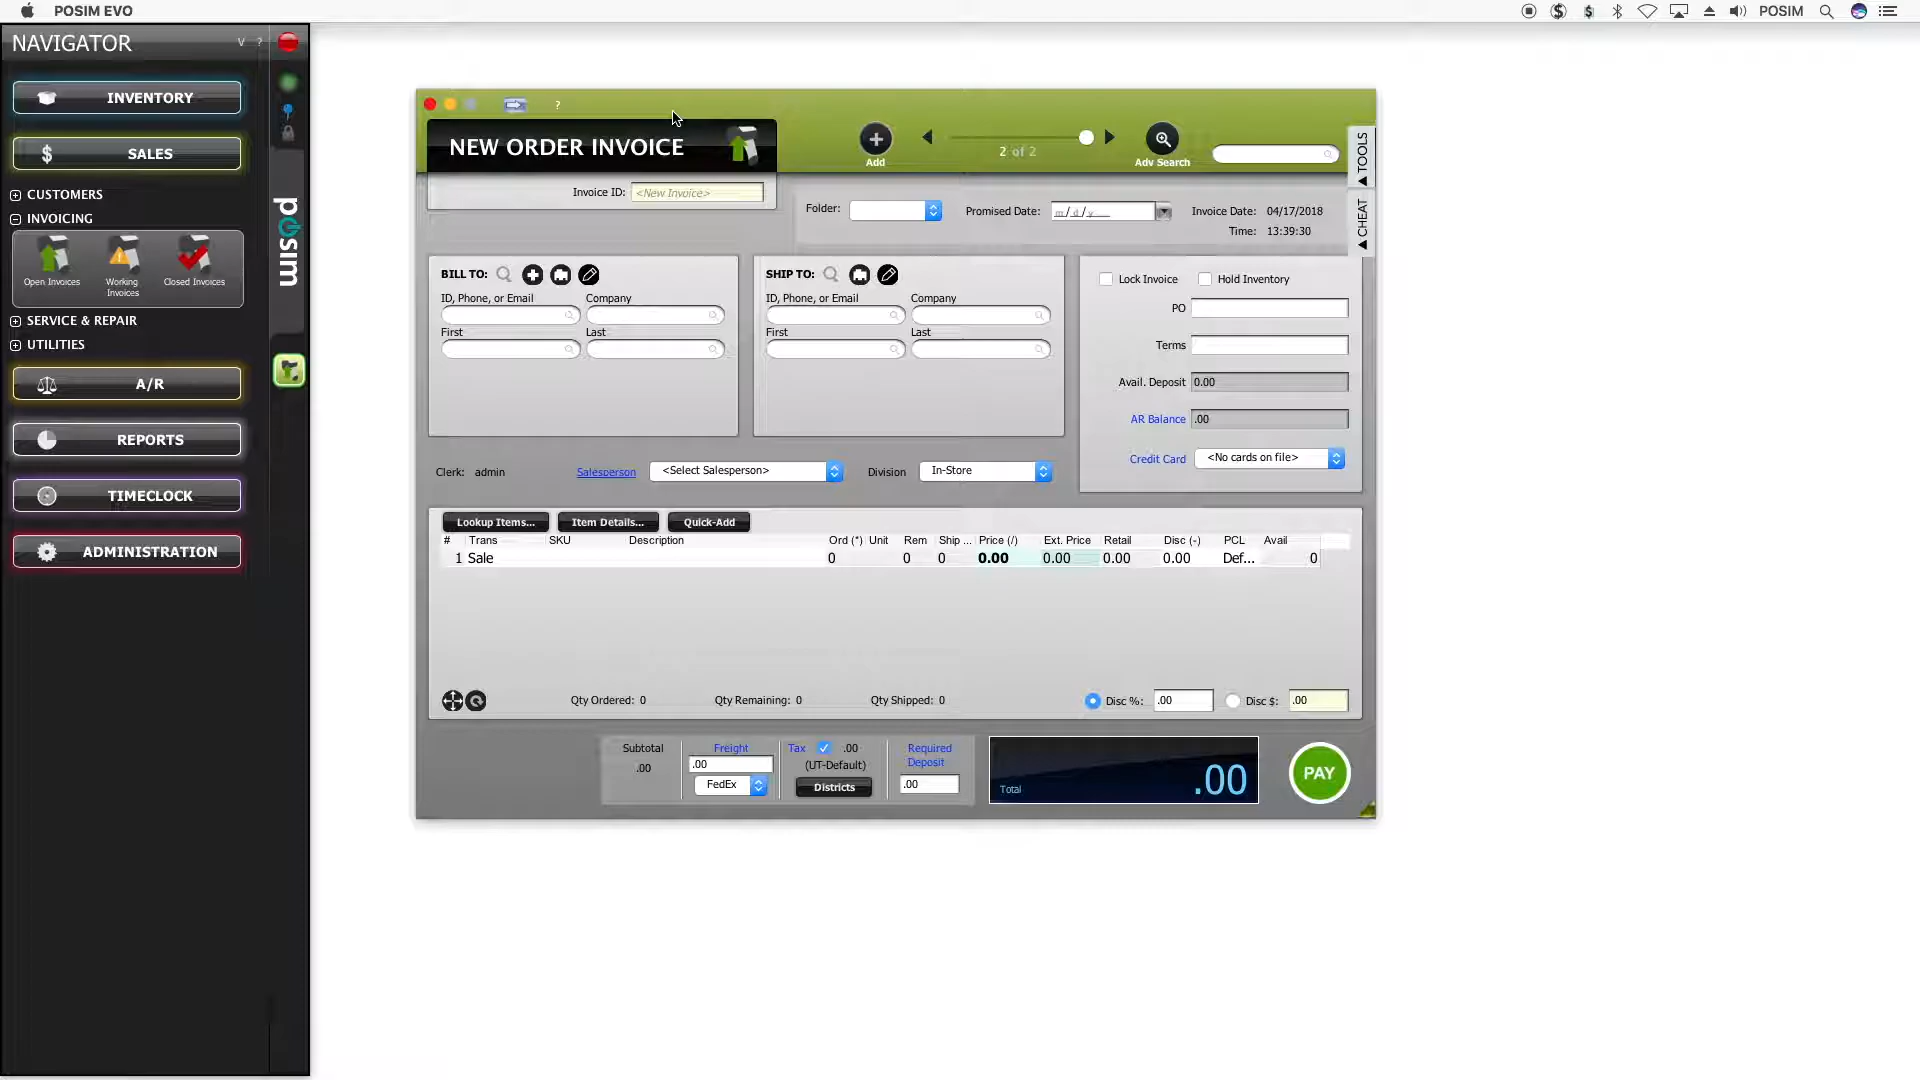 POSIM EVO
POSIM
NAVIGATOR
V ?
INVENTORY
$ SALES
CUSTOMERS
INVOICING
Open Invoices
Working Invoices
Closed Invoices
SERVICE & REPAIR
UTILITIES
A/R
REPORTS
TIMECLOCK
ADMINISTRATION
posim
?
NEW ORDER INVOICE
Add
2 of 2
Adv Search
TOOLS
CHEAT
Invoice ID: <New Invoice>
Folder:
Promised Date: m/d/y
Invoice Date: 04/17/2018
Time: 13:39:30
BILL TO:
ID, Phone, or Email Company
First Last
SHIP TO:
ID, Phone, or Email Company
First Last
Lock Invoice Hold Inventory
PO
Terms
Avail. Deposit 0.00
AR Balance .00
Credit Card <No cards on file>
Clerk: admin Salesperson <Select Salesperson> Division In-Store
Lookup Items... Item Details... Quick-Add
# Trans SKU Description Ord (*) Unit Rem Ship ... Price (/) Ext. Price Retail Disc (-) PCL Avail
1 Sale 0 0 0 0.00 0.00 0.00 0.00 Def... 0
Qty Ordered: 0 Qty Remaining: 0 Qty Shipped: 0 Disc %: .00 Disc $: .00
Subtotal
.00
Freight
.00
FedEx
Tax .00
(UT-Default)
Districts
Required
Deposit
.00
Total .00
PAY